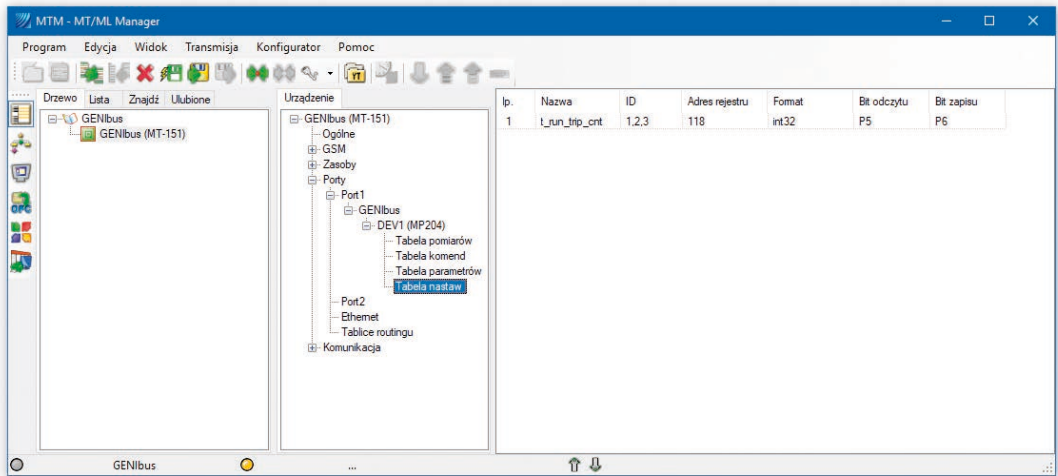 MTM - MT/ML Manager
Program Edycja Widok Transmisja Konfigurator Pomoc
Drzewo Lista Znajdź Ulubione
GENIbus
GENIbus (MT-151)
Urządzenie
GENIbus (MT-151)
Ogólne
GSM
Zasoby
Porty
Port1
GENIbus
DEV1 (MP204)
Tabela pomiarów
Tabela komend
Tabela parametrów
Tabela nastaw
Port2
Ethernet
Tablice routingu
Komunikacja
lp. Nazwa ID Adres rejestru Format Bit odczytu Bit zapisu
1 t_run_trip_cnt 1,2,3 118 int32 P5 P6
GENIbus ...
OPC